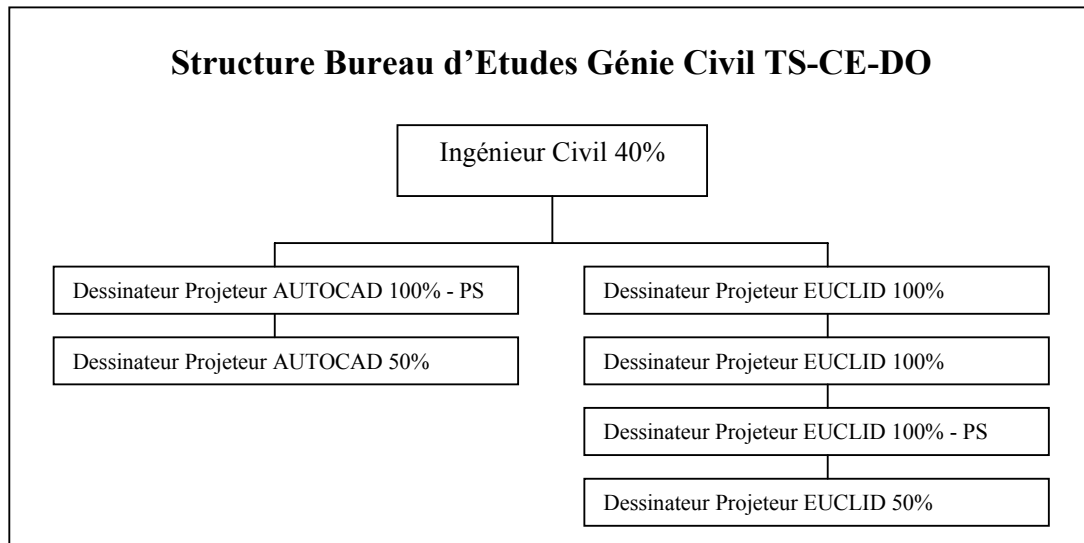 Structure Bureau d’Etudes Génie Civil TS-CE-DO
Ingénieur Civil 40%
Dessinateur Projeteur AUTOCAD 100% - PS
Dessinateur Projeteur AUTOCAD 50%
Dessinateur Projeteur EUCLID 100%
Dessinateur Projeteur EUCLID 100%
Dessinateur Projeteur EUCLID 100% - PS
Dessinateur Projeteur EUCLID 50%